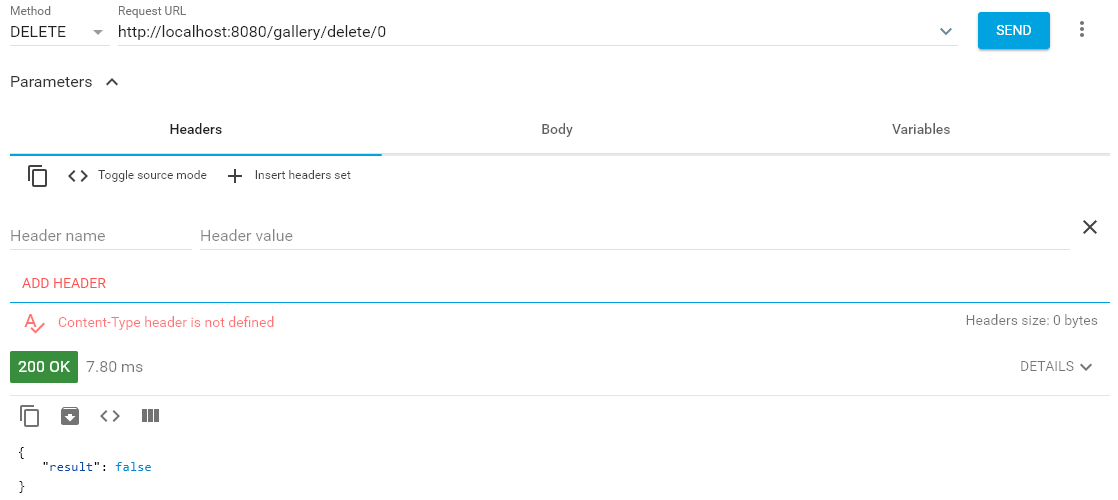 Method
Request URL
DELETE
http://localhost:8080/gallery/delete/0
SEND
Parameters
Headers
Body
Variables
Toggle source mode
Insert headers set
Header name
Header value
ADD HEADER
Content-Type header is not defined
Headers size: 0 bytes
200 OK
7.80 ms
DETAILS
{
"result": false
}